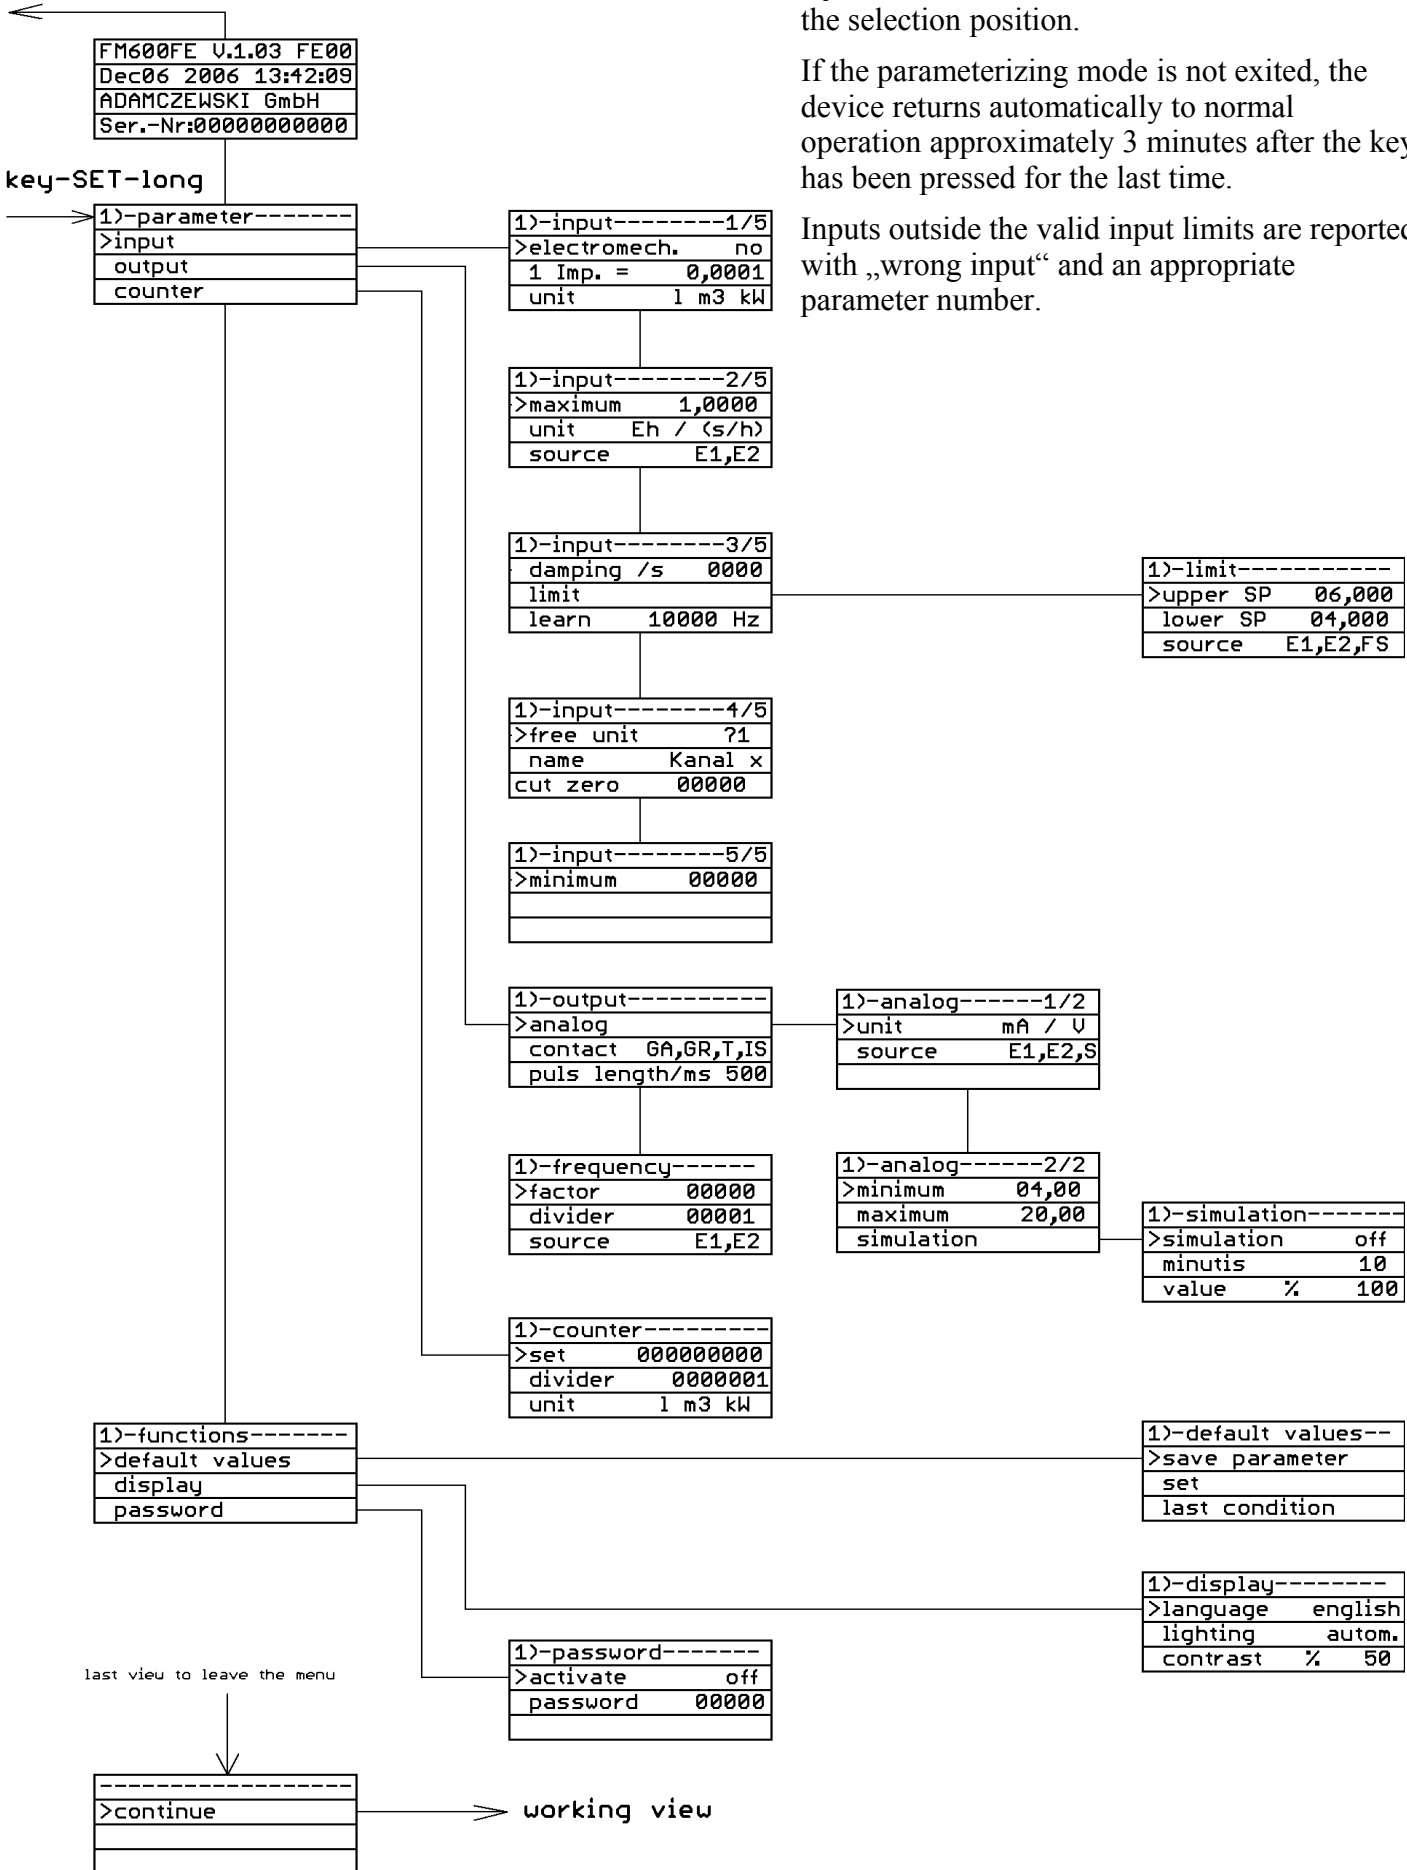 the selection position.
If the parameterizing mode is not exited, the
device returns automatically to normal
operation approximately 3 minutes after the key
has been pressed for the last time.
Inputs outside the valid input limits are reported
with „wrong input“ and an appropriate
parameter number.
FM600FE V.1.03 FE00
Dec06 2006 13:42:09
ADAMCZEWSKI GmbH
Ser.-Nr:00000000000
key-SET-long
1)-parameter-------
>input
output
counter
1)-input--------1/5
>electromech. no
1 Imp. = 0,0001
unit l m3 kW
1)-input--------2/5
>maximum 1,0000
unit Eh / (s/h)
source E1,E2
1)-input--------3/5
damping /s 0000
limit
learn 10000 Hz
1)-limit-----------
>upper SP 06,000
lower SP 04,000
source E1,E2,FS
1)-input--------4/5
>free unit ?1
name Kanal x
cut zero 00000
1)-input--------5/5
>minimum 00000
1)-output----------
>analog
contact GA,GR,T,IS
puls length/ms 500
1)-analog------1/2
>unit mA / V
source E1,E2,S
1)-frequency------
>factor 00000
divider 00001
source E1,E2
1)-analog------2/2
>minimum 04,00
maximum 20,00
simulation
1)-simulation-------
>simulation off
minutis 10
value % 100
1)-counter---------
>set 000000000
divider 0000001
unit l m3 kW
1)-functions-------
>default values
display
password
1)-default values--
>save parameter
set
last condition
1)-display--------
>language english
lighting autom.
contrast % 50
1)-password-------
>activate off
password 00000
last view to leave the menu
------------------
>continue
working view